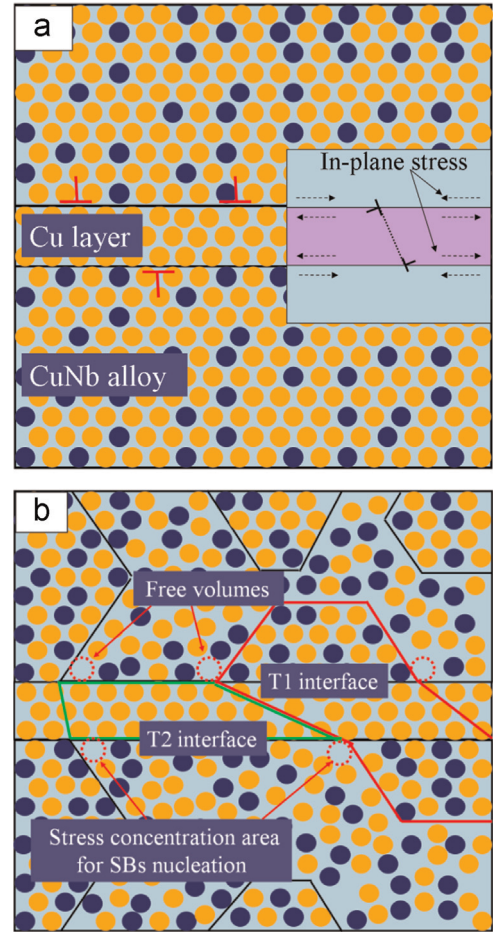 a
In-plane stress
Cu layer
CuNb alloy
b
Free volumes
T1 interface
T2 interface
Stress concentration area
for SBs nucleation